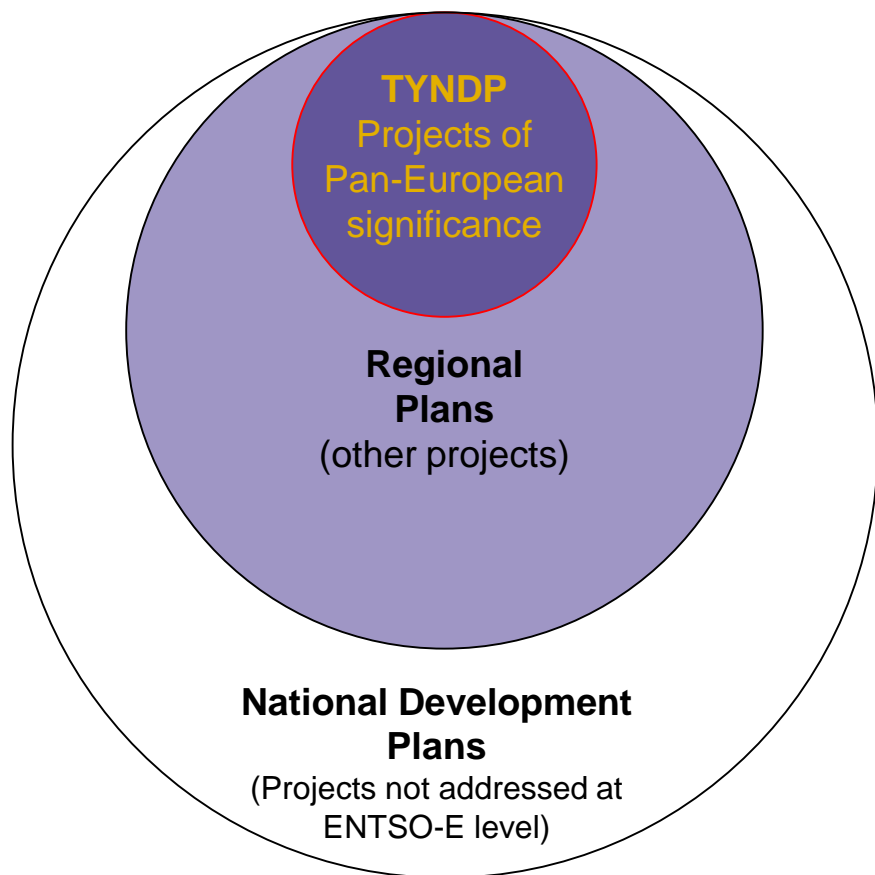 TYNDP
Projects of
Pan-European
significance
Regional
Plans
(other projects)
National Development
Plans
(Projects not addressed at
ENTSO-E level)